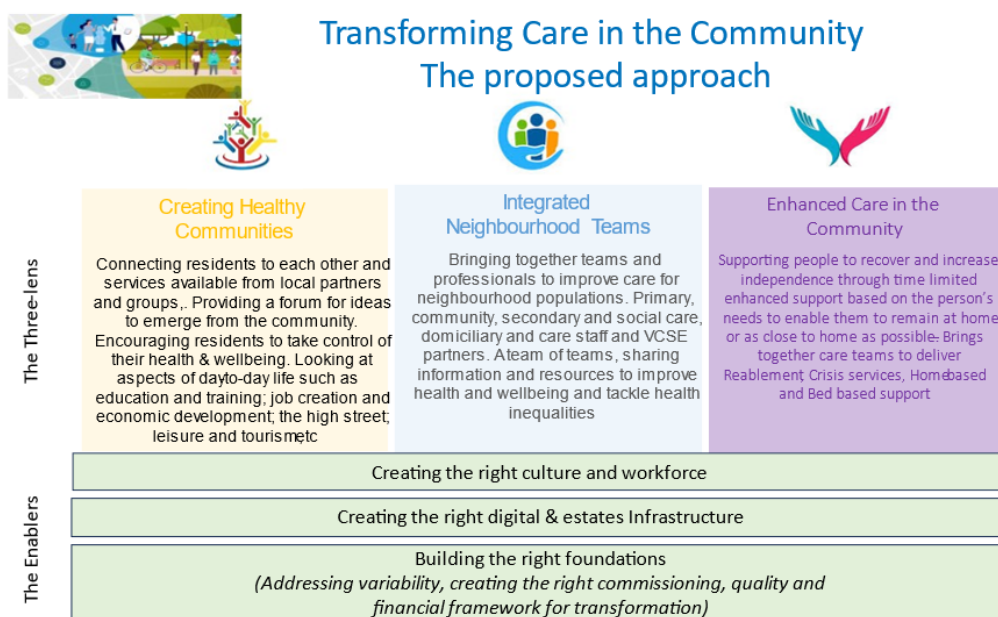 Transforming Care in the Community
The proposed approach
The Three-lens
Creating Healthy
Communities
Connecting residents to each other and
services available from local partners
and groups,. Providing a forum for ideas
to emerge from the community.
Encouraging residents to take control of
their health & wellbeing. Looking at
aspects of dayto-day life such as
education and training; job creation and
economic development; the high street;
leisure and tourism,etc
Integrated
Neighbourhood Teams
Bringing together teams and
professionals to improve care for
neighbourhood populations. Primary,
community, secondary and social care,
domiciliary and care staff and VCSE
partners. Ateam of teams, sharing
information and resources to improve
health and wellbeing and tackle health
inequalities
Enhanced Care in the
Community
Supporting people to recover and increase
independence through time limited
enhanced support based on the person's
needs to enable them to remain at home
or as close to home as possible. Brings
together care teams to deliver
Reablement, Crisis services, Homebased
and Bed based support
The Enablers
Creating the right culture and workforce
Creating the right digital & estates Infrastructure
Building the right foundations
(Addressing variability, creating the right commissioning, quality and
financial framework for transformation)